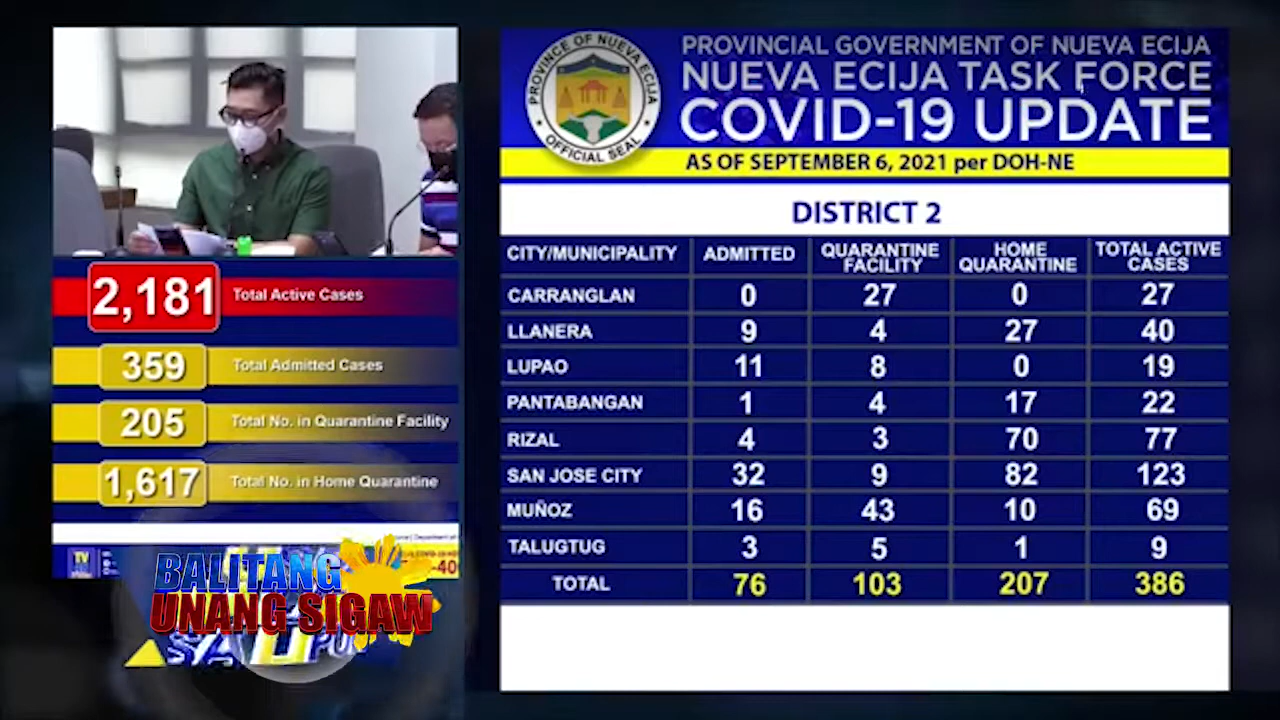 2,181 Total Active Cases
359 Total Admitted Cases
205 Total No. in Quarantine Facility
1,617 Total No. in Home Quarantine
TV
BALITANG
UNANG SIGAW
PROVINCE OF NUEVA ECIJA
OFFICIAL SEAL
PROVINCIAL GOVERNMENT OF NUEVA ECIJA
NUEVA ECIJA TASK FORCE
COVID-19 UPDATE
AS OF SEPTEMBER 6, 2021 per DOH-NE
DISTRICT 2
CITY/MUNICIPALITY ADMITTED QUARANTINE FACILITY HOME QUARANTINE TOTAL ACTIVE CASES
CARRANGLAN 0 27 0 27
LLANERA 9 4 27 40
LUPAO 11 8 0 19
PANTABANGAN 1 4 17 22
RIZAL 4 3 70 77
SAN JOSE CITY 32 9 82 123
MUÑOZ 16 43 10 69
TALUGTUG 3 5 1 9
TOTAL 76 103 207 386